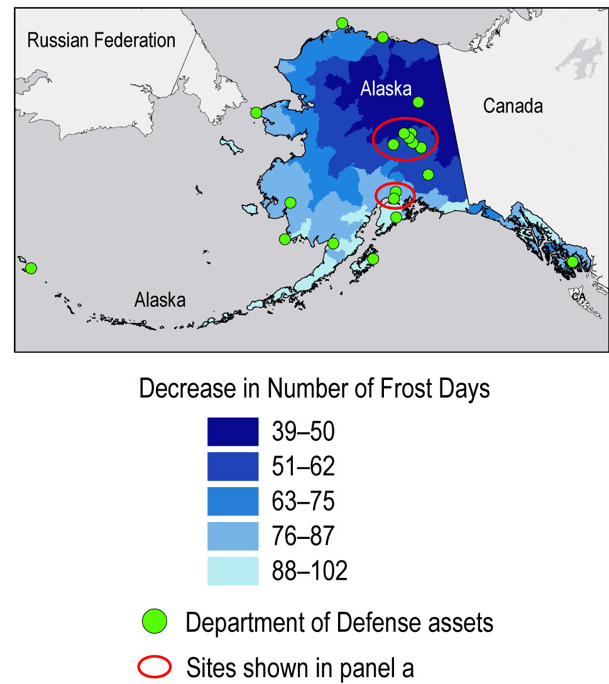 Russian Federation
Alaska
Canada
Alaska
CA
Decrease in Number of Frost Days
39–50
51–62
63–75
76–87
88–102
Department of Defense assets
Sites shown in panel a